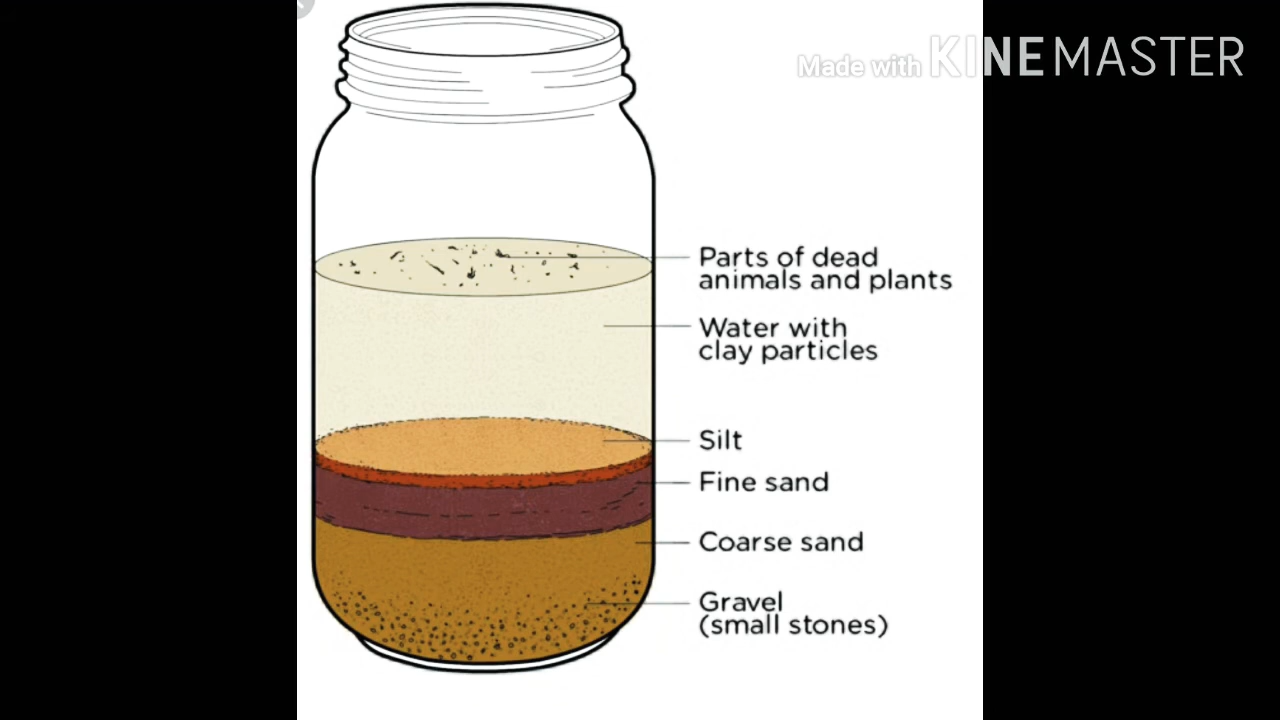 Made with KINEMASTER
Parts of dead
animals and plants
Water with
clay particles
Silt
Fine sand
Coarse sand
Gravel
(small stones)